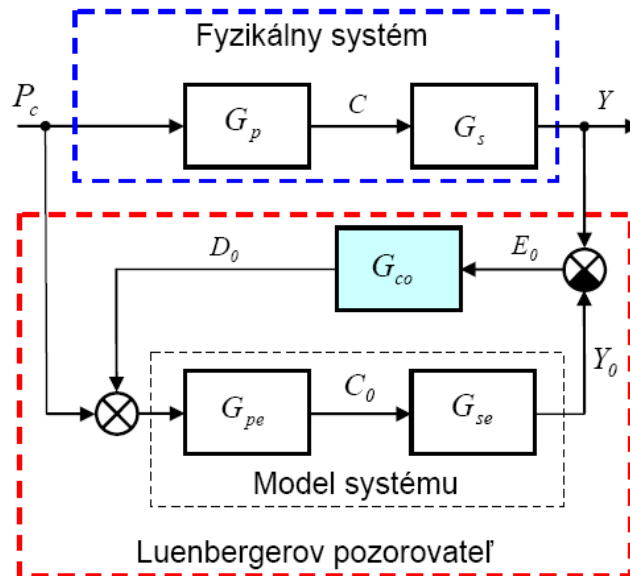 Fyzikálny systém
P_c
G_p
C
G_s
Y
D_0
G_co
E_0
G_pe
C_0
G_se
Y_0
Model systému
Luenbergerov pozorovateľ